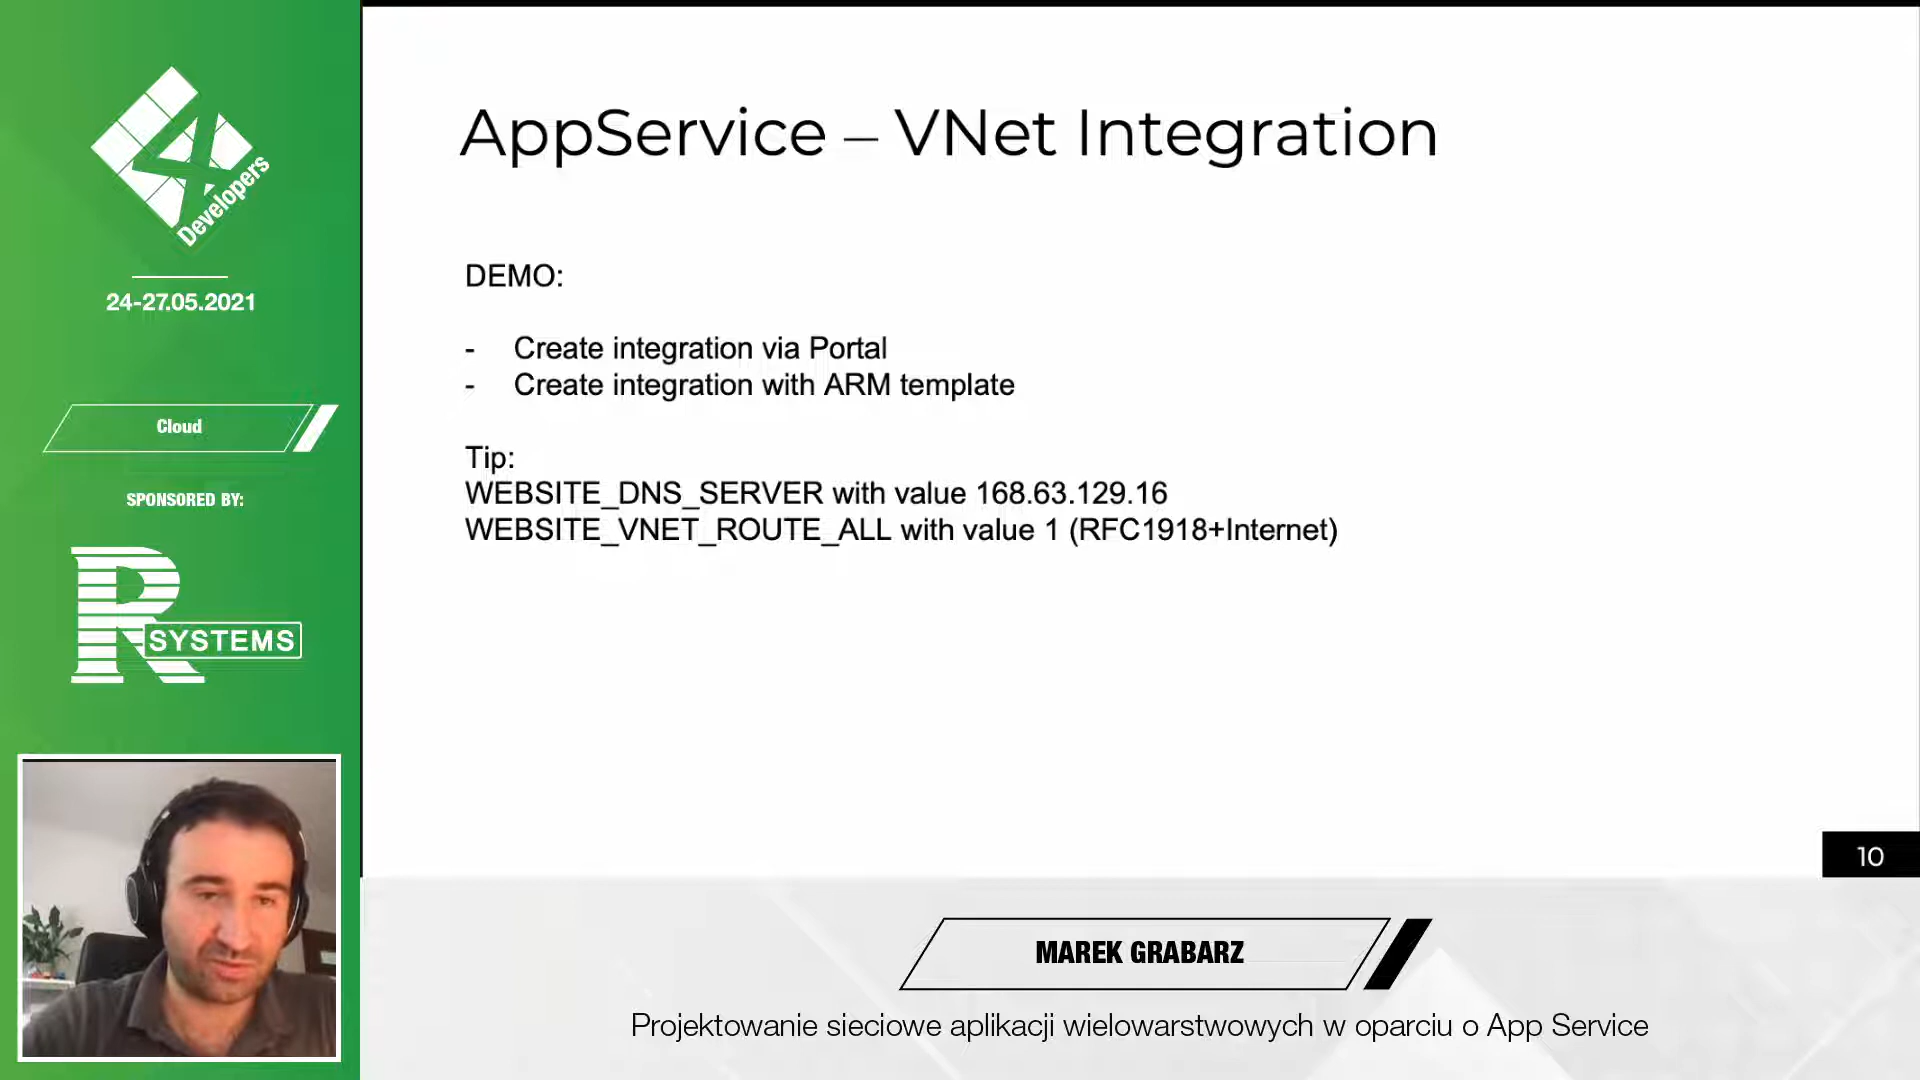 4
Developers
24-27.05.2021
Cloud
SPONSORED BY:
R
SYSTEMS
AppService – VNet Integration
DEMO:
- Create integration via Portal
- Create integration with ARM template
Tip:
WEBSITE_DNS_SERVER with value 168.63.129.16
WEBSITE_VNET_ROUTE_ALL with value 1 (RFC1918+Internet)
10
MAREK GRABARZ
Projektowanie sieciowe aplikacji wielowarstwowych w oparciu o App Service